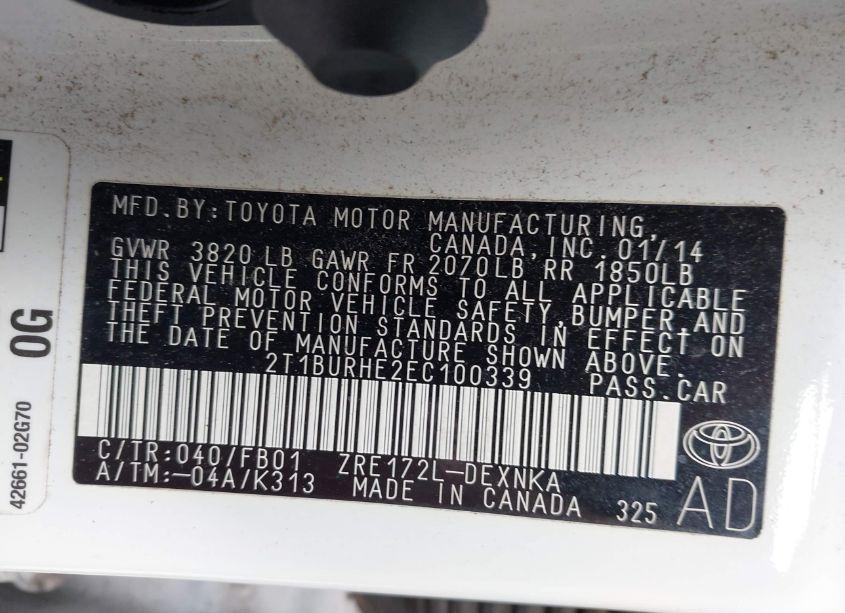 MFD.BY:TOYOTA MOTOR MANUFACTURING,
CANADA,INC. 01/14
GVWR 3820 LB GAWR FR 2070LB RR 1850LB
THIS VEHICLE CONFORMS TO ALL APPLICABLE
FEDERAL MOTOR VEHICLE SAFETY,BUMPER,AND
THEFT PREVENTION STANDARDS IN EFFECT ON
THE DATE OF MANUFACTURE SHOWN ABOVE.
2T1BURHE2EC100339 PASS.CAR
C/TR:040/FB01 ZRE172L-DEXNKA
A/TM:-04A/K313 MADE IN CANADA 325 AD
0G
42661-02G70